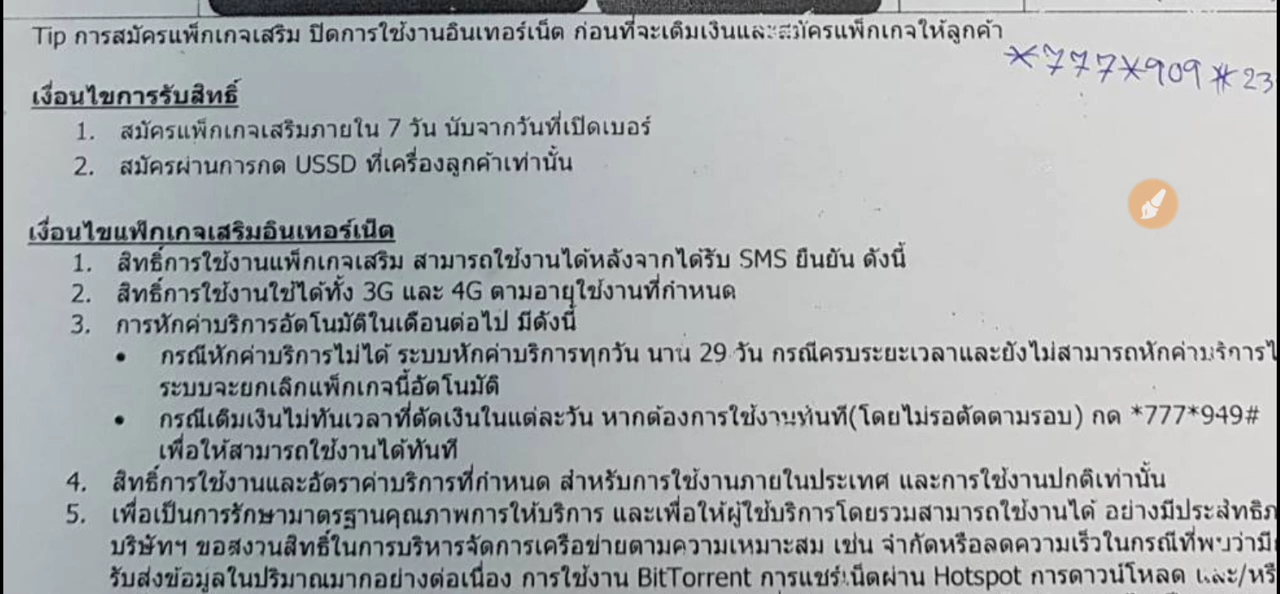 Tip การสมัครแพ็กเกจเสริม ปิดการใช้งานอินเทอร์เน็ต ก่อนที่จะเติมเงินและสมัครแพ็กเกจให้ลูกค้า
*777*909*23
เงื่อนไขการรับสิทธิ์
1. สมัครแพ็กเกจเสริมภายใน 7 วัน นับจากวันที่เปิดเบอร์
2. สมัครผ่านการกด USSD ที่เครื่องลูกค้าเท่านั้น
เงื่อนไขแพ็กเกจเสริมอินเทอร์เน็ต
1. สิทธิ์การใช้งานแพ็กเกจเสริม สามารถใช้งานได้หลังจากได้รับ SMS ยืนยัน ดังนี้
2. สิทธิ์การใช้งานใช้ได้ทั้ง 3G และ 4G ตามอายุใช้งานที่กำหนด
3. การหักค่าบริการอัตโนมัติในเดือนต่อไป มีดังนี้
• กรณีหักค่าบริการไม่ได้ ระบบหักค่าบริการทุกวัน นาน 29 วัน กรณีครบระยะเวลาและยังไม่สามารถหักค่าบริการไ
ระบบจะยกเลิกแพ็กเกจนี้อัตโนมัติ
• กรณีเติมเงินไม่ทันเวลาที่ตัดเงินในแต่ละวัน หากต้องการใช้งานทันที(โดยไม่รอตัดตามรอบ) กด *777*949#
เพื่อให้สามารถใช้งานได้ทันที
4. สิทธิ์การใช้งานและอัตราค่าบริการที่กำหนด สำหรับการใช้งานภายในประเทศ และการใช้งานปกติเท่านั้น
5. เพื่อเป็นการรักษามาตรฐานคุณภาพการให้บริการ และเพื่อให้ผู้ใช้บริการโดยรวมสามารถใช้งานได้ อย่างมีประสิทธิภ
บริษัทฯ ขอสงวนสิทธิ์ในการบริหารจัดการเครือข่ายตามความเหมาะสม เช่น จำกัดหรือลดความเร็วในกรณีที่พบว่ามี
รับส่งข้อมูลในปริมาณมากอย่างต่อเนื่อง การใช้งาน BitTorrent การแชร์เน็ตผ่าน Hotspot การดาวน์โหลด และ/หรื